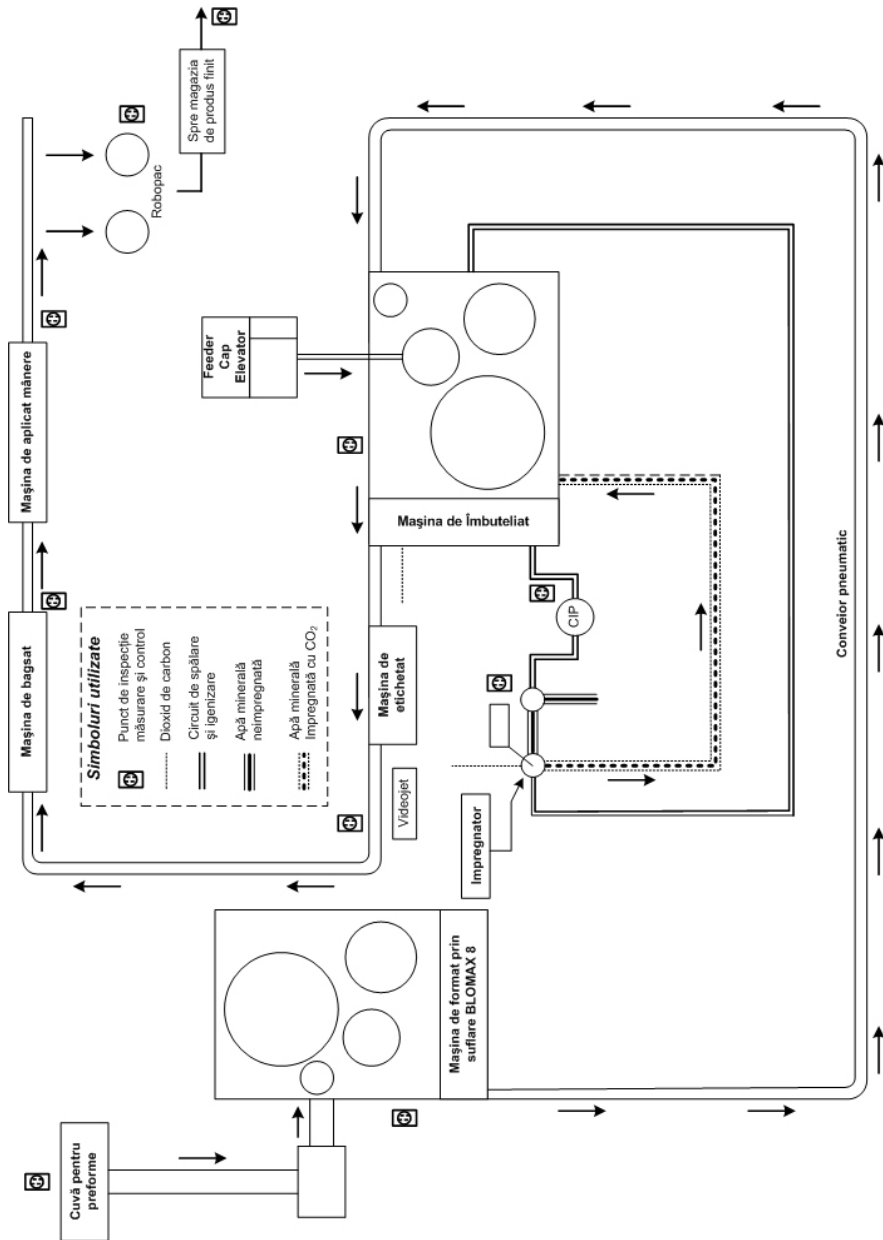 Cuvă pentru
preforme
Maşina de format prin
suflare BLOMAX 8
Conveior pneumatic
Impregnator
CIP
Maşina de Îmbuteliat
Feeder
Cap
Elevator
Maşina de
etichetat
Videojet
Maşina de bagsat
Maşina de aplicat mânere
Robopac
Spre magazia
de produs finit
Simboluri utilizate
Punct de inspecţie
măsurare şi control
Dioxid de carbon
Circuit de spălare
şi igenizare
Apă minerală
neimpregnată
Apă minerală
Impregnată cu CO₂